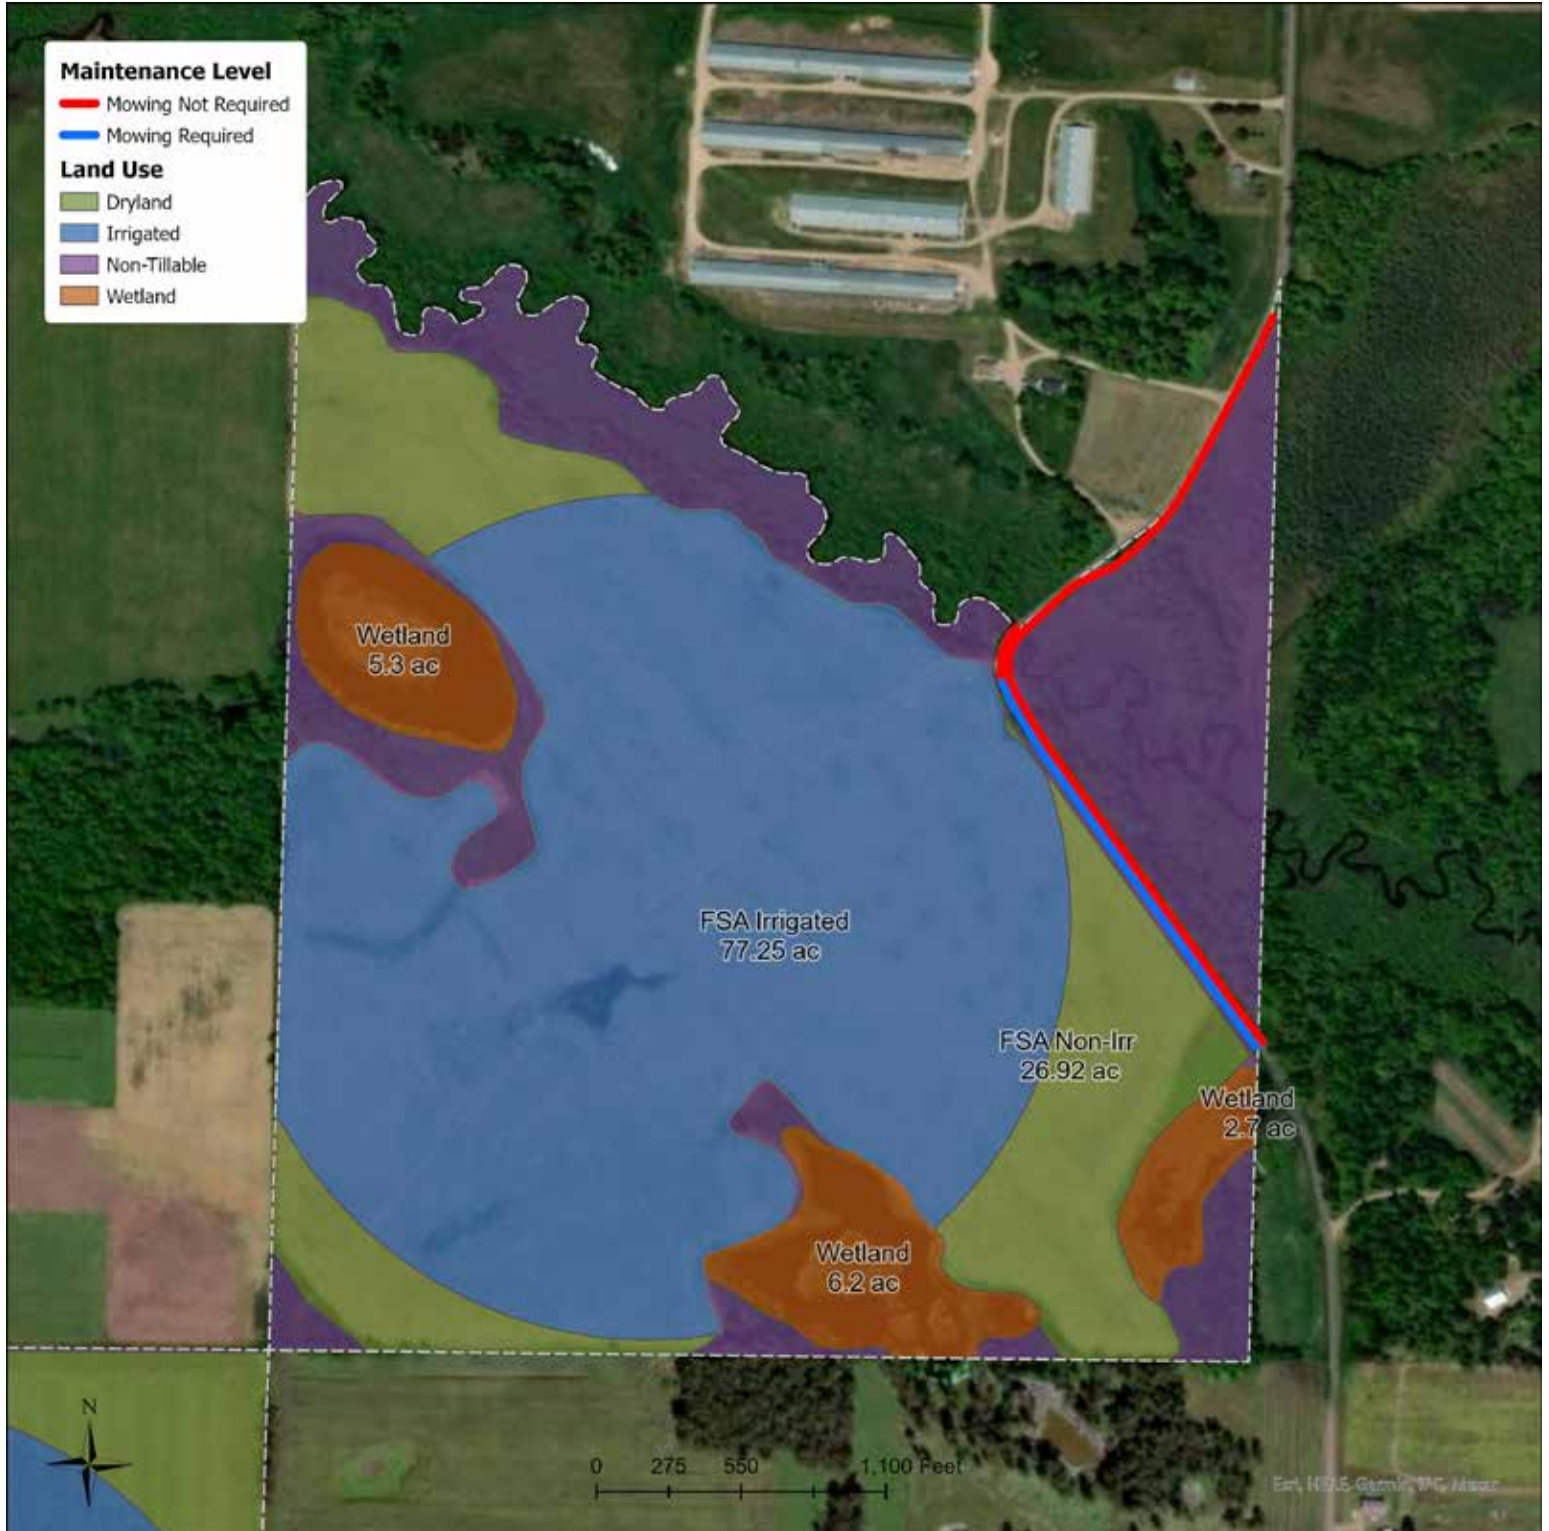 Maintenance Level
Mowing Not Required
Mowing Required
Land Use
Dryland
Irrigated
Non-Tillable
Wetland
Wetland
5.3 ac
FSA Irrigated
77.25 ac
FSA Non-Irr
26.92 ac
Wetland
2.7 ac
Wetland
6.2 ac
N
0 275 550 1,100 Feet
Esri,